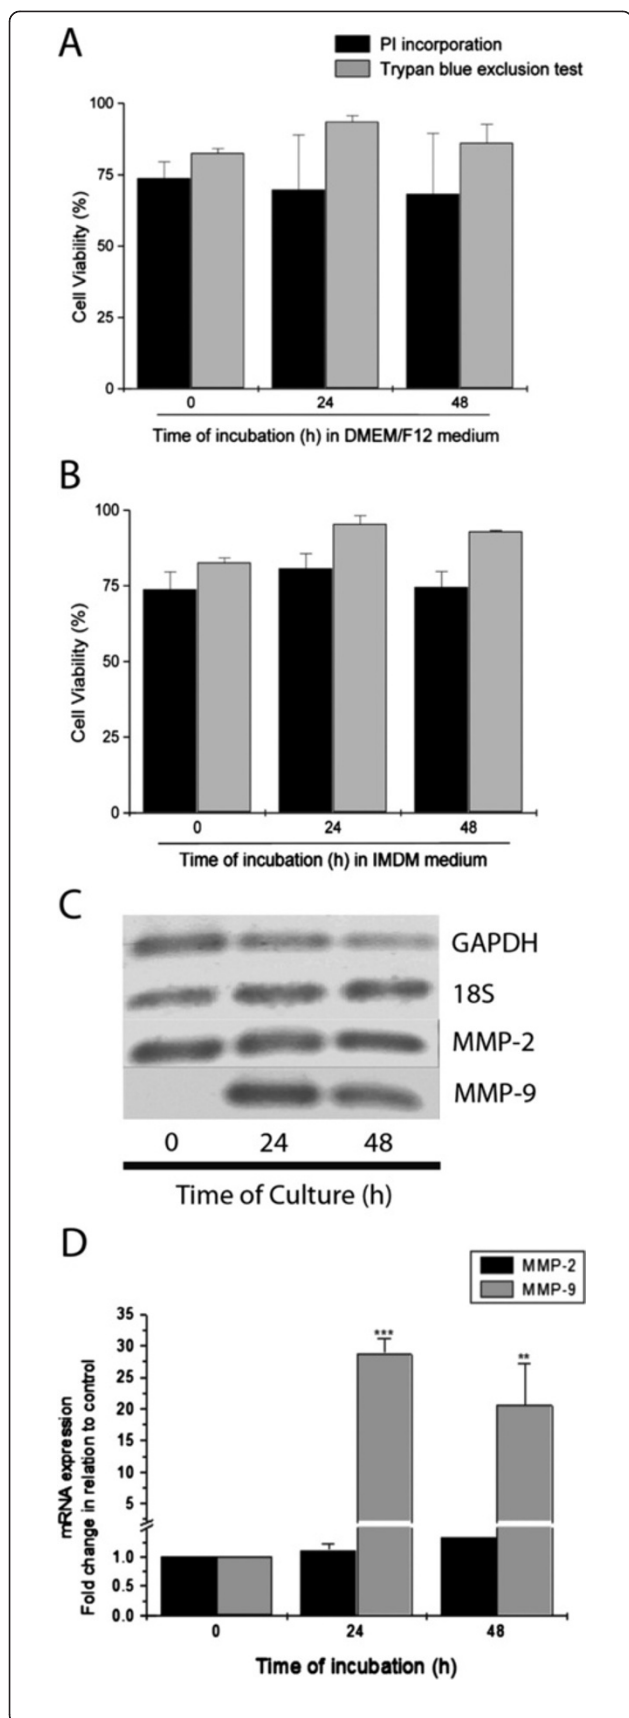 A
PI incorporation
Trypan blue exclusion test
100
75
50
25
0
Cell Viability (%)
0 24 48
Time of incubation (h) in DMEM/F12 medium
B
100
75
50
25
0
Cell Viability (%)
0 24 48
Time of incubation (h) in IMDM medium
C
GAPDH
18S
MMP-2
MMP-9
0 24 48
Time of Culture (h)
D
MMP-2
MMP-9
35
30
25
20
15
10
5
1.0
0.5
0.0
mRNA expression
Fold change in relation to control
***
**
0 24 48
Time of incubation (h)